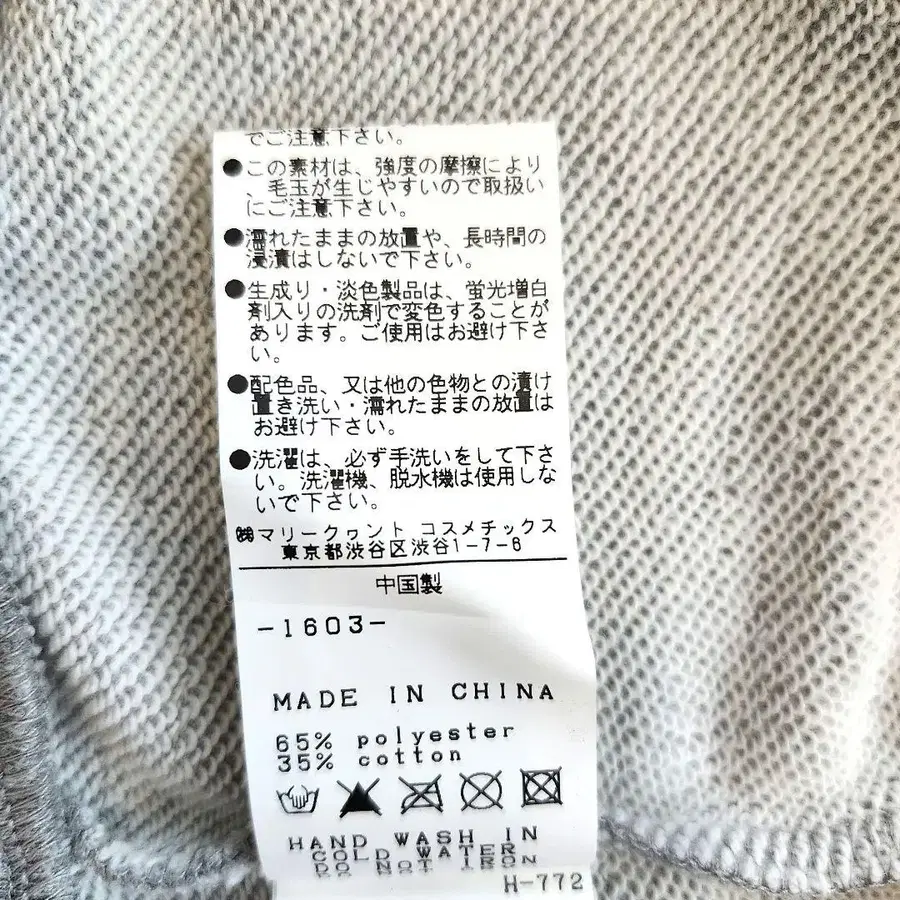 でご注意下さい。
●この素材は、強度の摩擦により
、毛玉が生じやすいので取扱い
にご注意下さい。
●濡れたままの放置や、長時間の
浸漬はしないで下さい。
●生成り・淡色製品は、蛍光増白
剤入りの洗剤で変色することが
あります。ご使用はお避け下さ
い。
●配色品、又は他の色物との漬け
置き洗い・濡れたままの放置は
お避け下さい。
●洗濯は、必ず手洗いをして下さ
い。洗濯機、脱水機は使用しな
いで下さい。
㈱マリークヮント コスメチックス
東京都渋谷区渋谷1-7-6
中国製
-1603-
MADE IN CHINA
65% polyester
35% cotton
HAND WASH IN
COLD WATER
DO NOT IRON
H-772